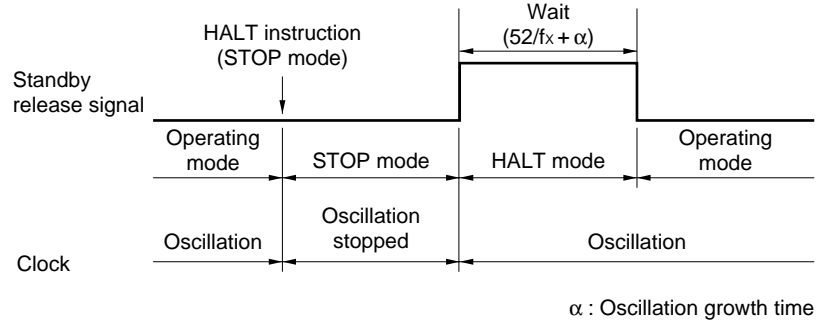 Wait
(52/fx + α)
HALT instruction
(STOP mode)
Standby
release signal
Operating
mode
STOP mode
HALT mode
Operating
mode
Oscillation
Oscillation
stopped
Oscillation
Clock
α : Oscillation growth time